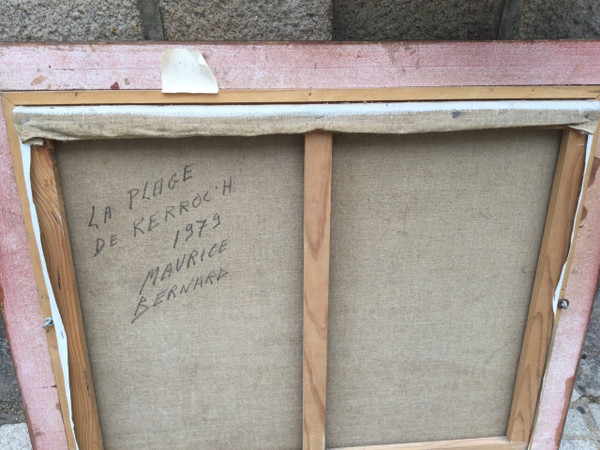 LA PLAGE
DE KERROC'H
1979
MAURICE
BERNARD